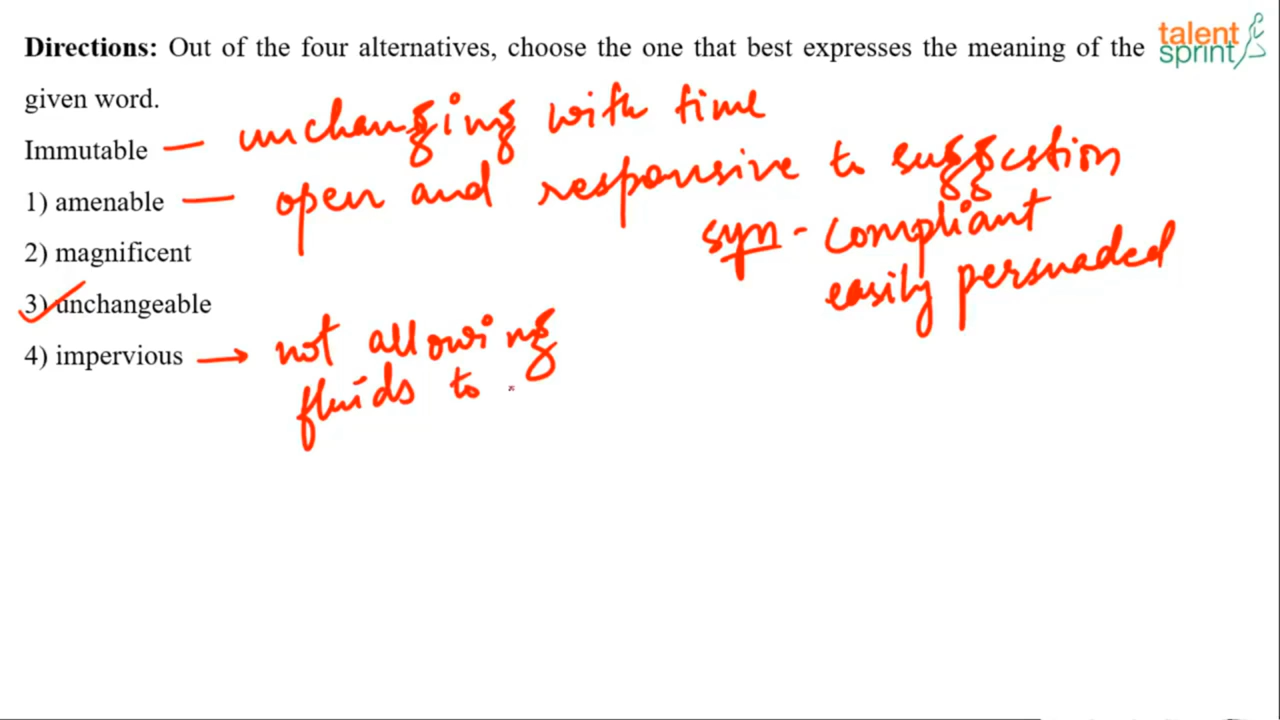 Directions: Out of the four alternatives, choose the one that best expresses the meaning of the
talent
sprint
given word.
Immutable — unchanging with time
1) amenable — open and responsive to suggestion
syn - compliant
easily persuaded
2) magnificent
3) unchangeable
4) impervious → not allowing
fluids to